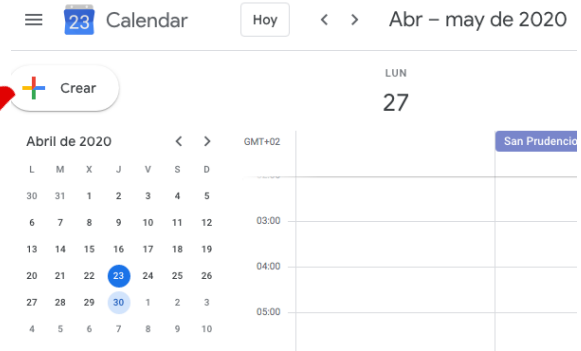 23 Calendar Hoy Abr – may de 2020
Crear
LUN
27
Abril de 2020
GMT+02 San Prudencio
L M X J V S D
30 31 1 2 3 4 5
6 7 8 9 10 11 12
03:00
13 14 15 16 17 18 19
04:00
20 21 22 23 24 25 26
27 28 29 30 1 2 3
05:00
4 5 6 7 8 9 10